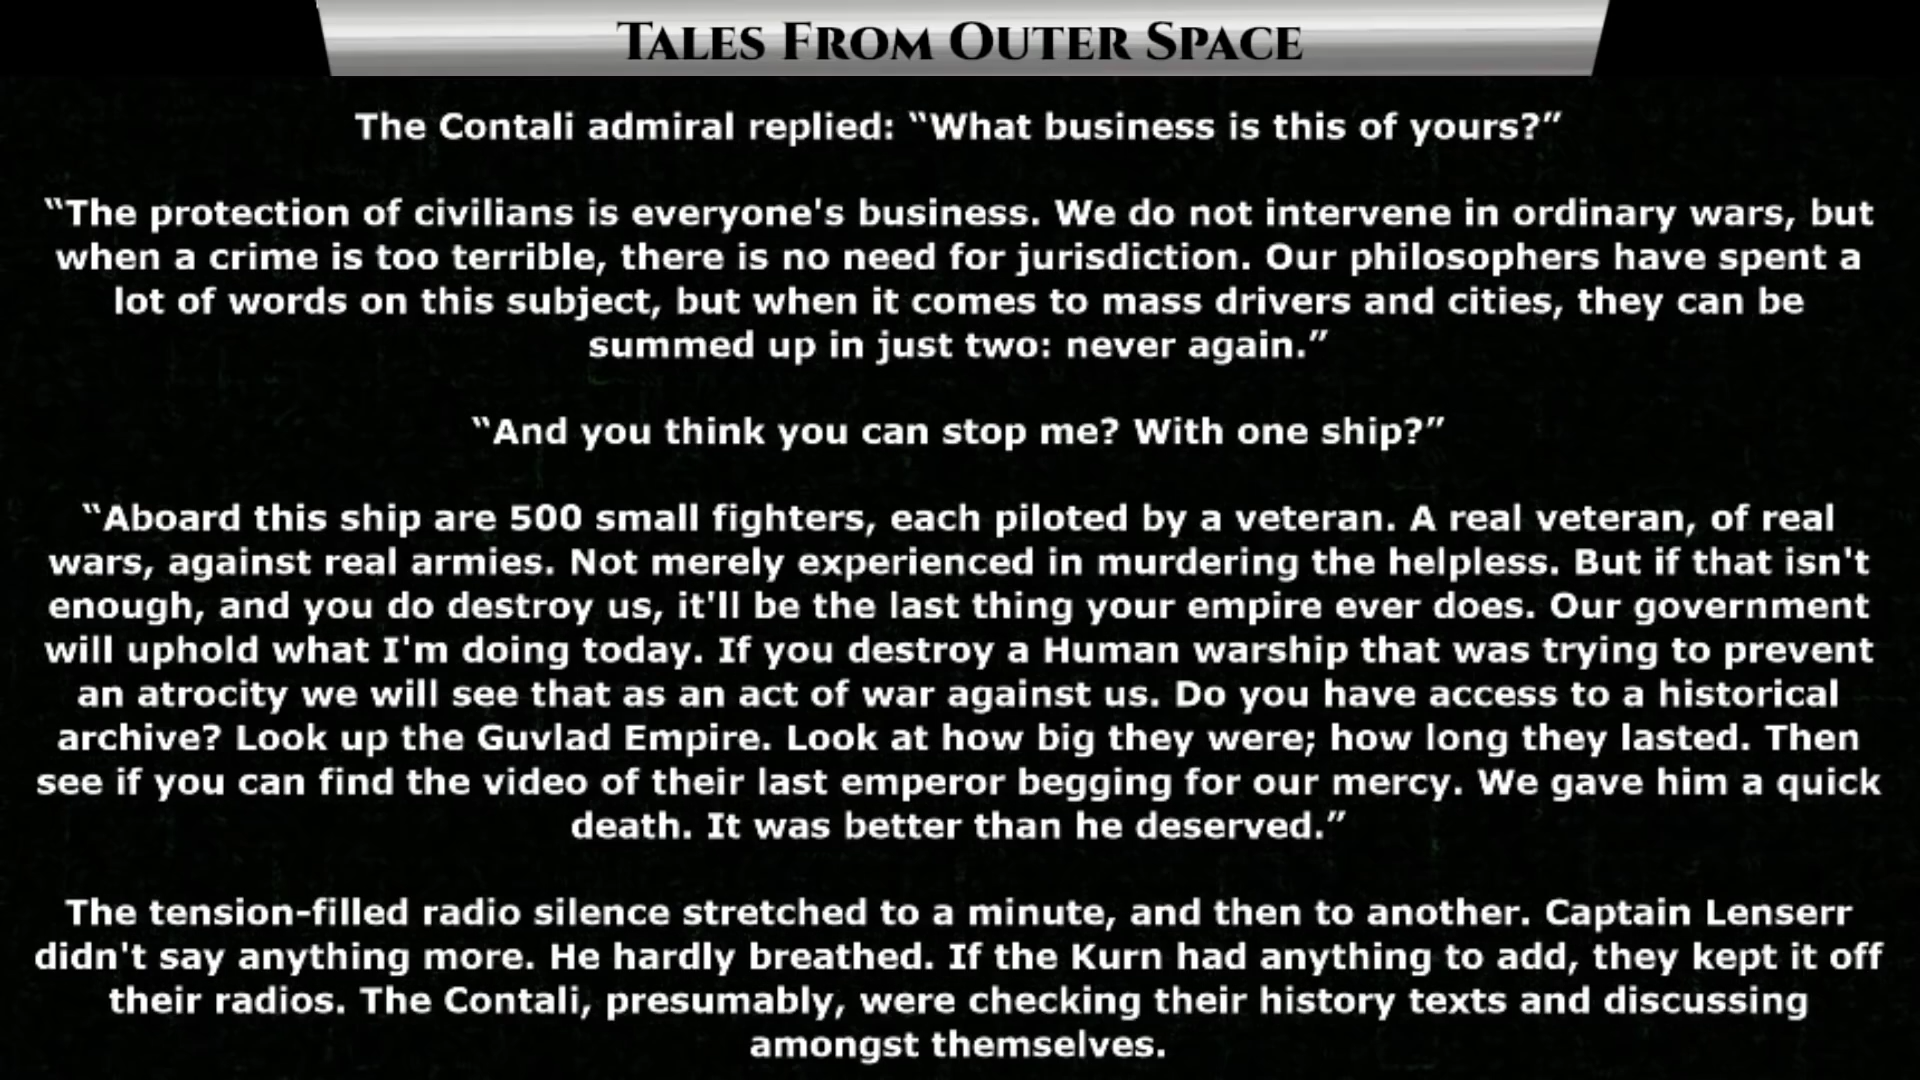 Tales From Outer Space
The Contali admiral replied: “What business is this of yours?”
“The protection of civilians is everyone's business. We do not intervene in ordinary wars, but
when a crime is too terrible, there is no need for jurisdiction. Our philosophers have spent a
lot of words on this subject, but when it comes to mass drivers and cities, they can be
summed up in just two: never again.”
“And you think you can stop me? With one ship?”
“Aboard this ship are 500 small fighters, each piloted by a veteran. A real veteran, of real
wars, against real armies. Not merely experienced in murdering the helpless. But if that isn't
enough, and you do destroy us, it'll be the last thing your empire ever does. Our government
will uphold what I'm doing today. If you destroy a Human warship that was trying to prevent
an atrocity we will see that as an act of war against us. Do you have access to a historical
archive? Look up the Guvlad Empire. Look at how big they were; how long they lasted. Then
see if you can find the video of their last emperor begging for our mercy. We gave him a quick
death. It was better than he deserved.”
The tension-filled radio silence stretched to a minute, and then to another. Captain Lenserr
didn't say anything more. He hardly breathed. If the Kurn had anything to add, they kept it off
their radios. The Contali, presumably, were checking their history texts and discussing
amongst themselves.